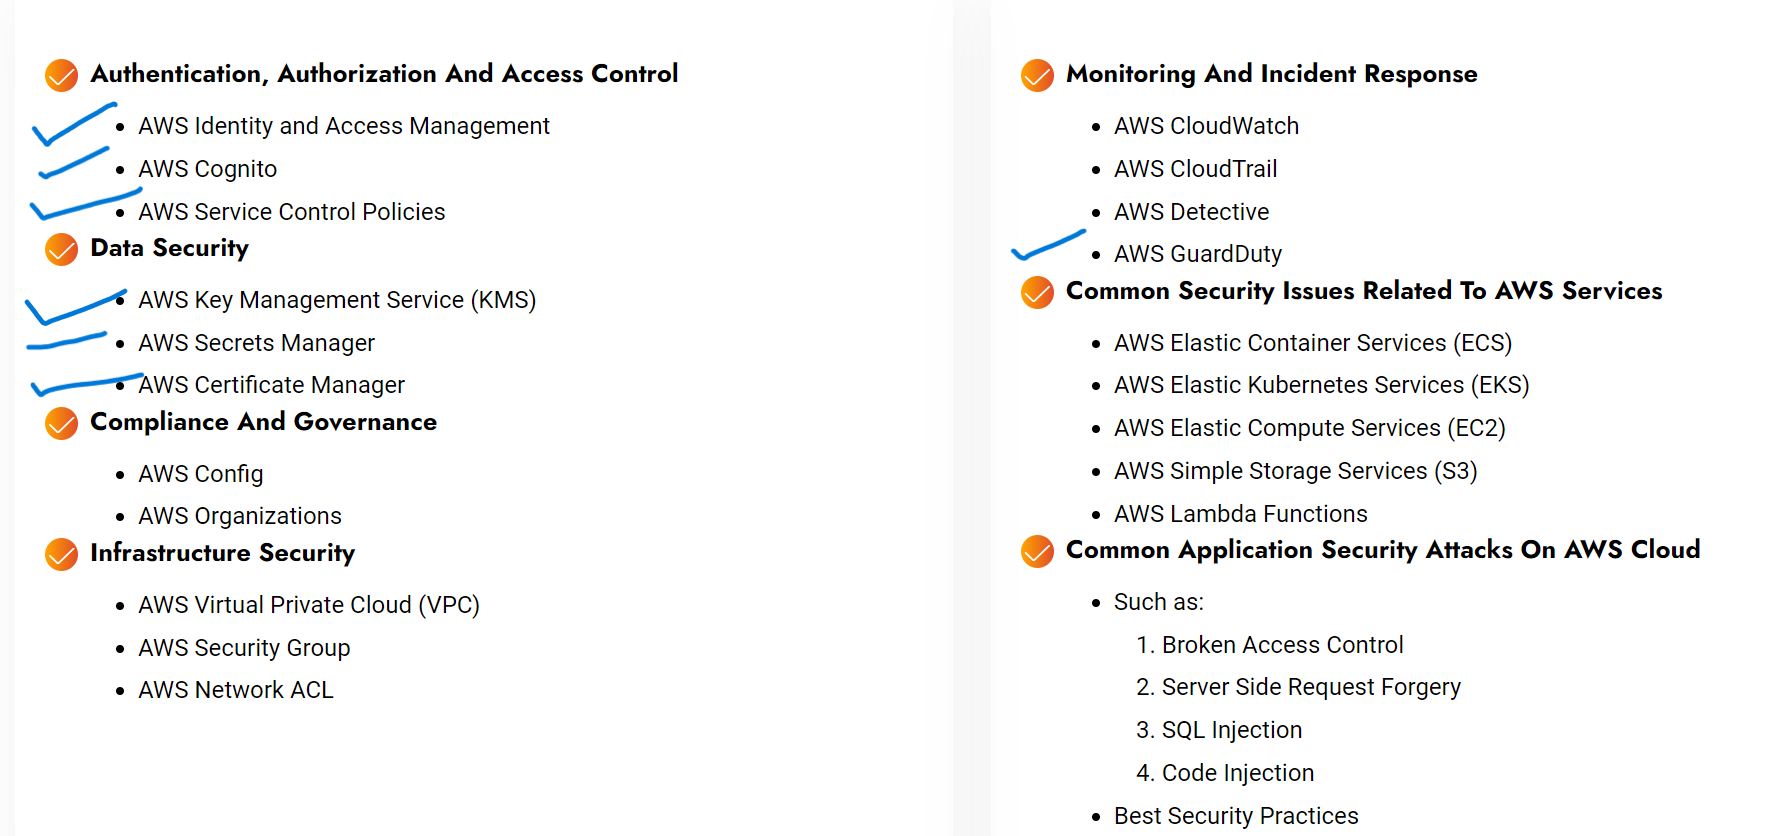 Authentication, Authorization And Access Control
AWS Identity and Access Management
AWS Cognito
AWS Service Control Policies
Data Security
AWS Key Management Service (KMS)
AWS Secrets Manager
AWS Certificate Manager
Compliance And Governance
AWS Config
AWS Organizations
Infrastructure Security
AWS Virtual Private Cloud (VPC)
AWS Security Group
AWS Network ACL
Monitoring And Incident Response
AWS CloudWatch
AWS CloudTrail
AWS Detective
AWS GuardDuty
Common Security Issues Related To AWS Services
AWS Elastic Container Services (ECS)
AWS Elastic Kubernetes Services (EKS)
AWS Elastic Compute Services (EC2)
AWS Simple Storage Services (S3)
AWS Lambda Functions
Common Application Security Attacks On AWS Cloud
Such as:
1. Broken Access Control
2. Server Side Request Forgery
3. SQL Injection
4. Code Injection
Best Security Practices